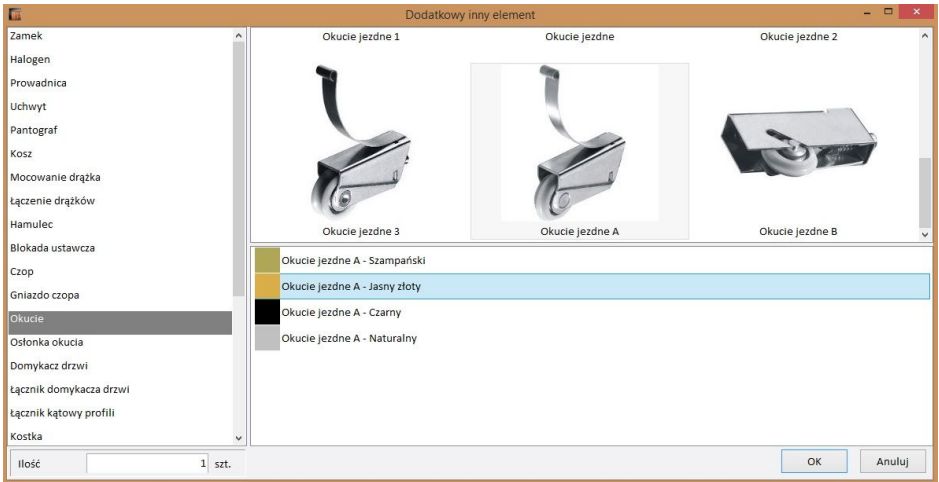 Dodatkowy inny element
Zamek
Halogen
Prowadnica
Uchwyt
Pantograf
Kosz
Mocowanie drążka
Łączenie drążków
Hamulec
Blokada ustawcza
Czop
Gniazdo czopa
Okucie
Osłonka okucia
Domykacz drzwi
Łącznik domykacza drzwi
Łącznik kątowy profili
Kostka
Ilość 1 szt.
Okucie jezdne 1 Okucie jezdne Okucie jezdne 2
Okucie jezdne 3 Okucie jezdne A Okucie jezdne B
Okucie jezdne A - Szampański
Okucie jezdne A - Jasny złoty
Okucie jezdne A - Czarny
Okucie jezdne A - Naturalny
OK Anuluj